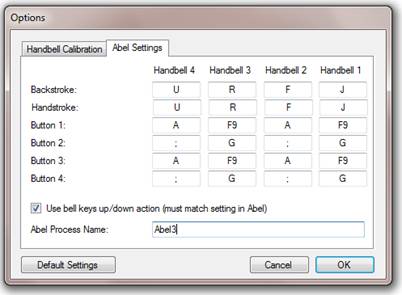 Options
Handbell Calibration Abel Settings
Handbell 4 Handbell 3 Handbell 2 Handbell 1
Backstroke: U R F J
Handstroke: U R F J
Button 1: A F9 A F9
Button 2: ; G ; G
Button 3: A F9 A F9
Button 4: ; G ; G
Use bell keys up/down action (must match setting in Abel)
Abel Process Name: Abel3
Default Settings Cancel OK